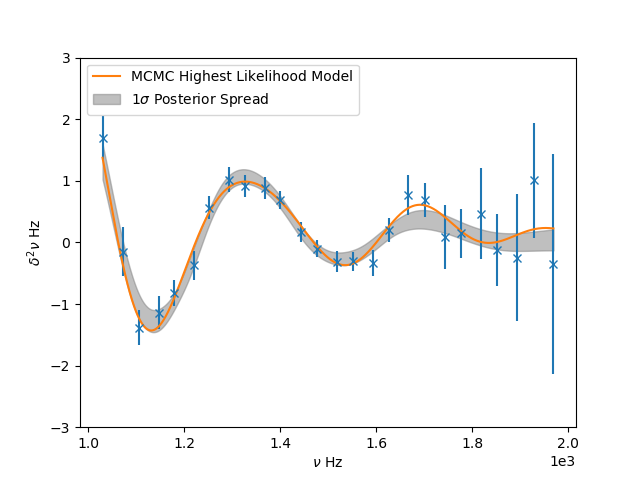 3
MCMC Highest Likelihood Model
1σ Posterior Spread
2
1
0
−1
−2
−3
δ²ν Hz
1.0
1.2
1.4
1.6
1.8
2.0
1e3
ν Hz